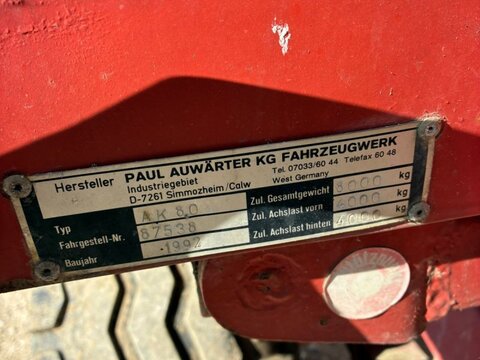 Hersteller PAUL AUWÄRTER KG FAHRZEUGWERK
Industriegebiet Tel. 07033/60 44 Telefax 60 48
D-7261 Simmozheim/Calw West Germany
Typ AK 80 Zul. Gesamtgewicht 8000 kg
Fahrgestell-Nr. 87538 Zul. Achslast vorn 4000 kg
Baujahr 1994 Zul. Achslast hinten 4000 kg